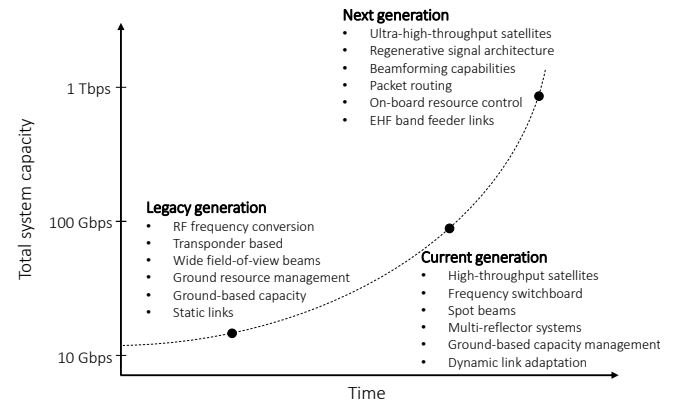 Next generation
• Ultra-high-throughput satellites
• Regenerative signal architecture
• Beamforming capabilities
• Packet routing
• On-board resource control
• EHF band feeder links
1 Tbps
Total system capacity
100 Gbps
10 Gbps
Legacy generation
• RF frequency conversion
• Transponder based
• Wide field-of-view beams
• Ground resource management
• Ground-based capacity
• Static links
Current generation
• High-throughput satellites
• Frequency switchboard
• Spot beams
• Multi-reflector systems
• Ground-based capacity management
• Dynamic link adaptation
Time